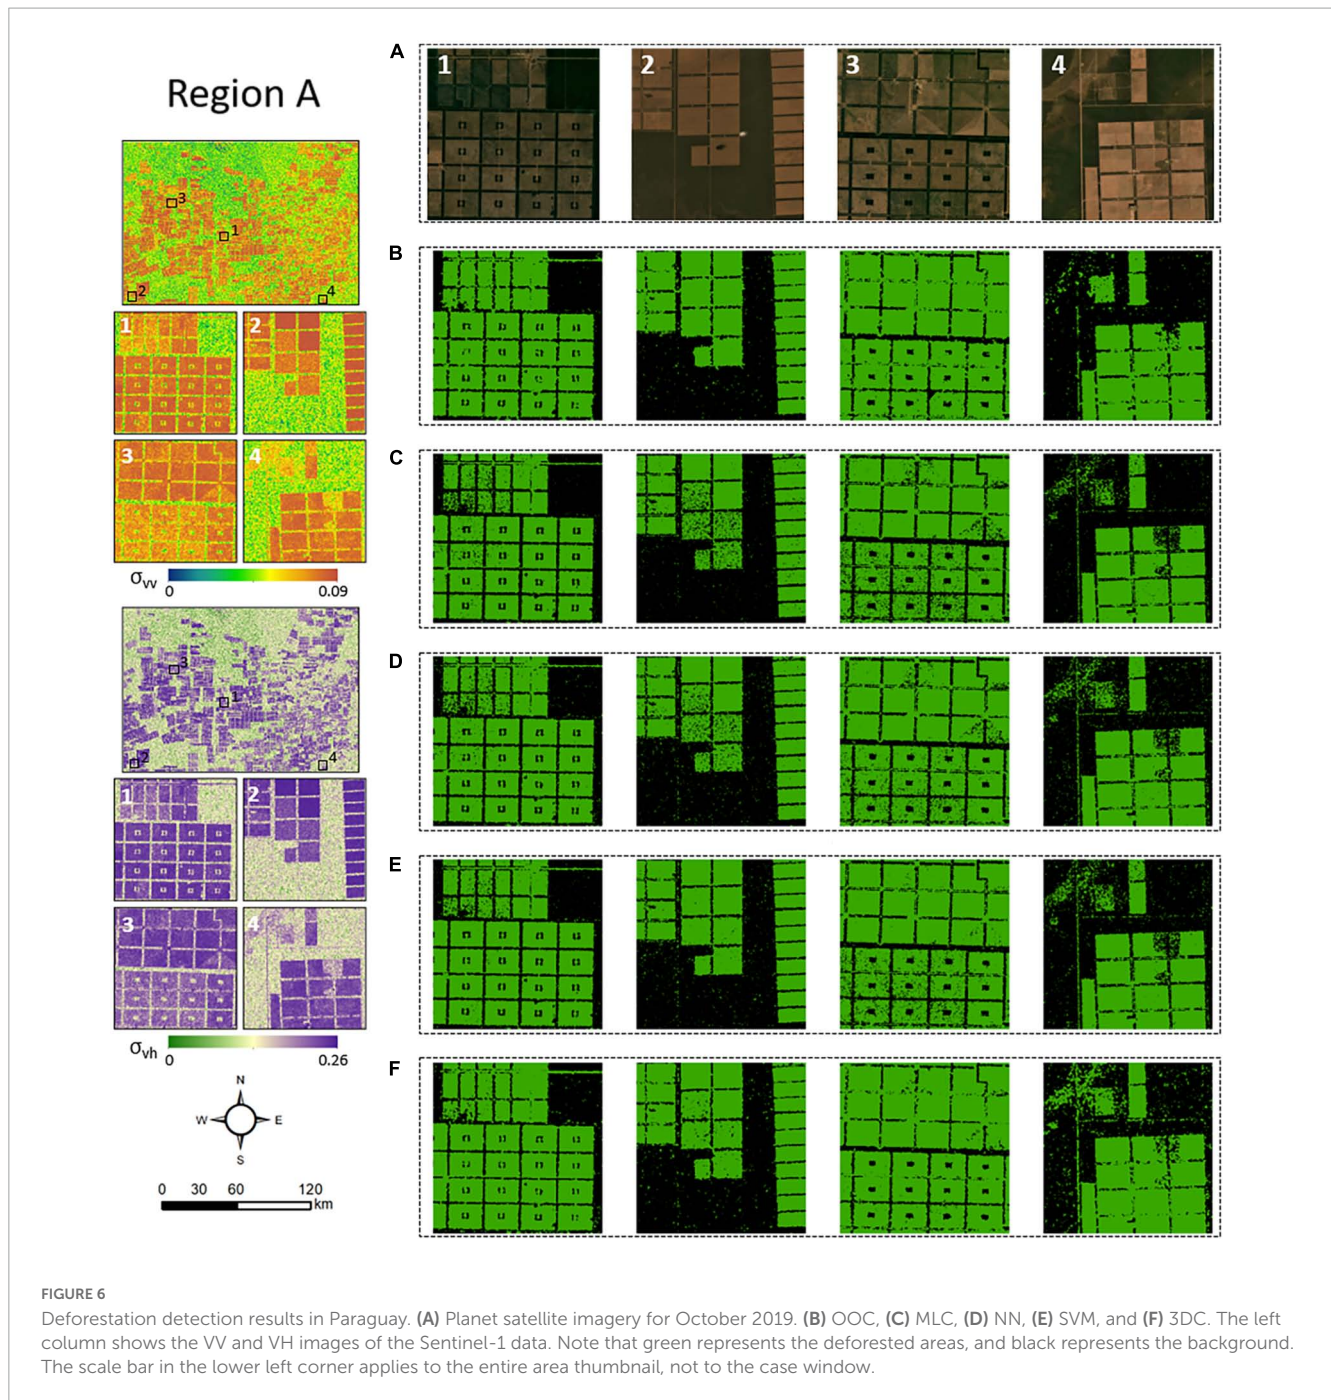 Region A
3
1
2
4
1
2
3
4
σvv
0
0.09
3
1
2
4
1
2
3
4
σvh
0
0.26
N
W
E
S
0 30 60 120
km
A
1
2
3
4
B
C
D
E
F
FIGURE 6
Deforestation detection results in Paraguay. (A) Planet satellite imagery for October 2019. (B) OOC, (C) MLC, (D) NN, (E) SVM, and (F) 3DC. The left
column shows the VV and VH images of the Sentinel-1 data. Note that green represents the deforested areas, and black represents the background.
The scale bar in the lower left corner applies to the entire area thumbnail, not to the case window.